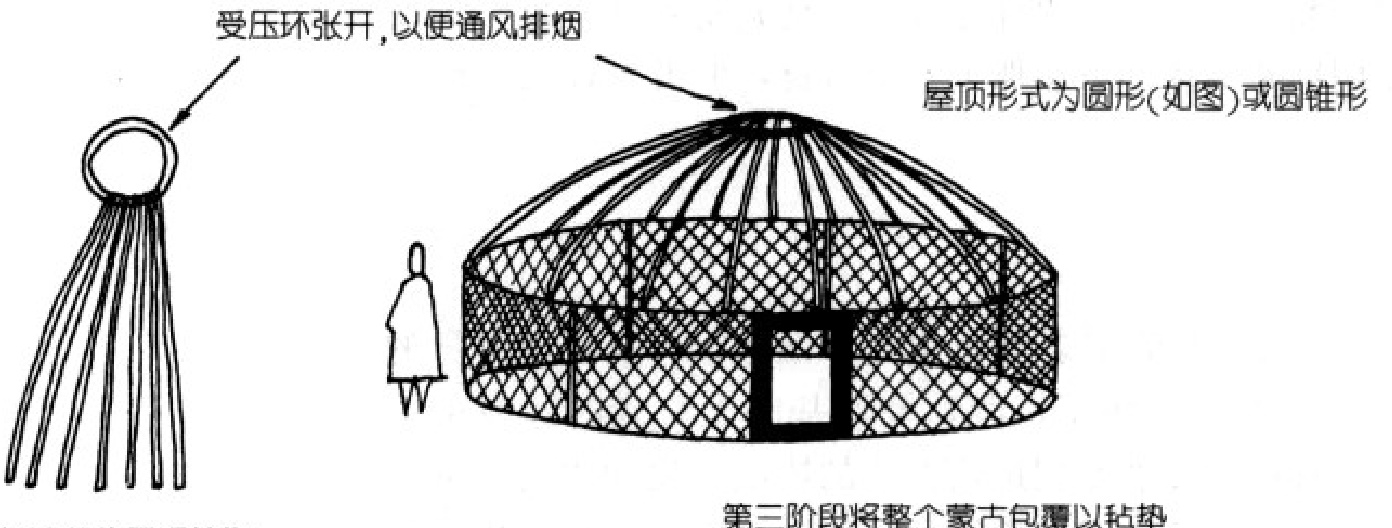 受压环张开,以便通风排烟
屋顶形式为圆形(如图)或圆锥形
第三阶段将整个蒙古包覆以毡垫